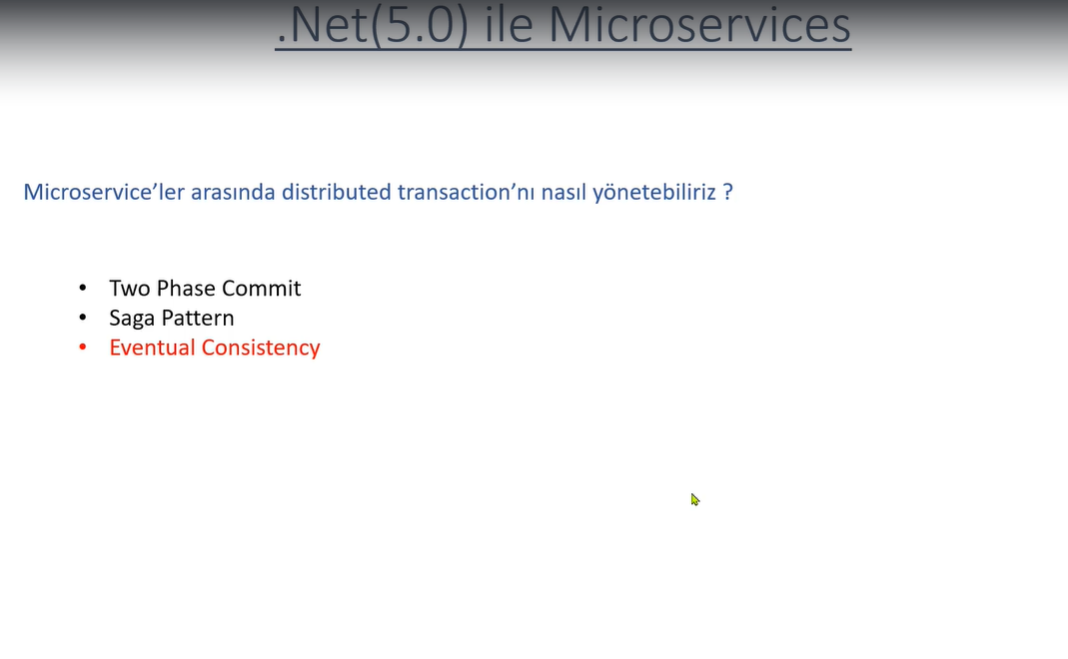 .Net(5.0) ile Microservices
Microservice’ler arasında distributed transaction’nı nasıl yönetebiliriz ?
• Two Phase Commit
• Saga Pattern
• Eventual Consistency